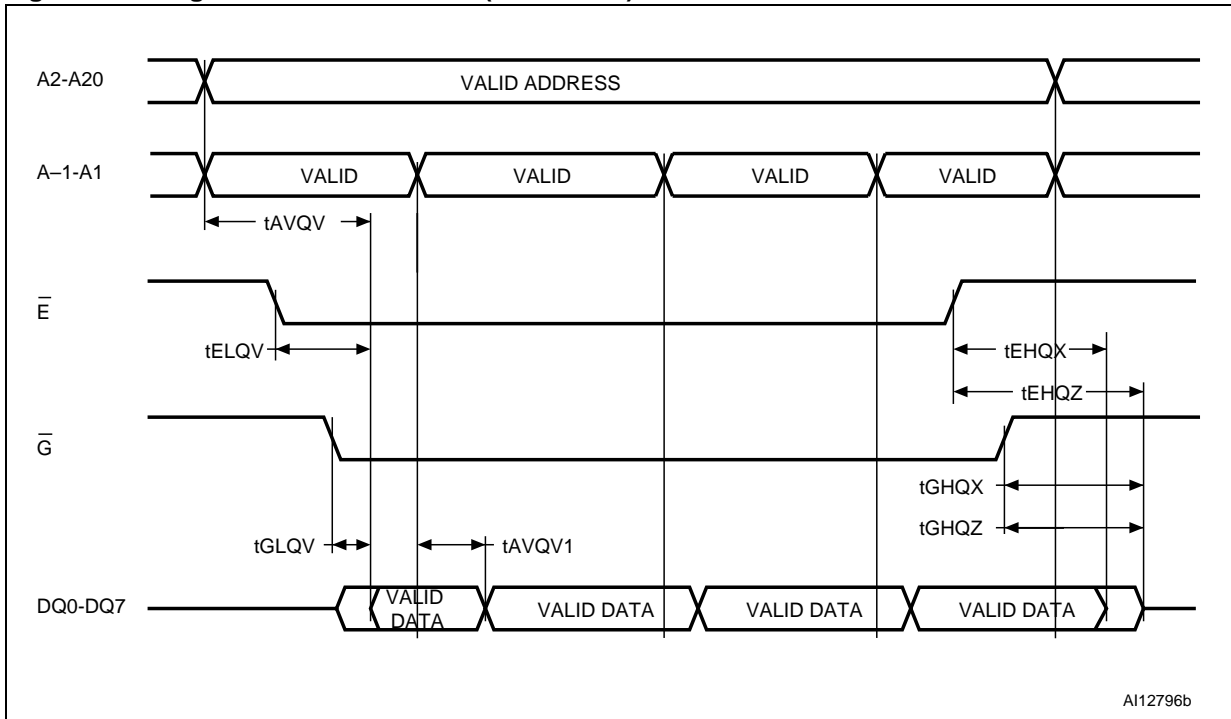 A2-A20
VALID ADDRESS
A–1-A1
VALID
VALID
VALID
VALID
tAVQV
E
tELQV
tEHQX
tEHQZ
G
tGHQX
tGHQZ
tGLQV
tAVQV1
DQ0-DQ7
VALID
DATA
VALID DATA
VALID DATA
VALID DATA
AI12796b